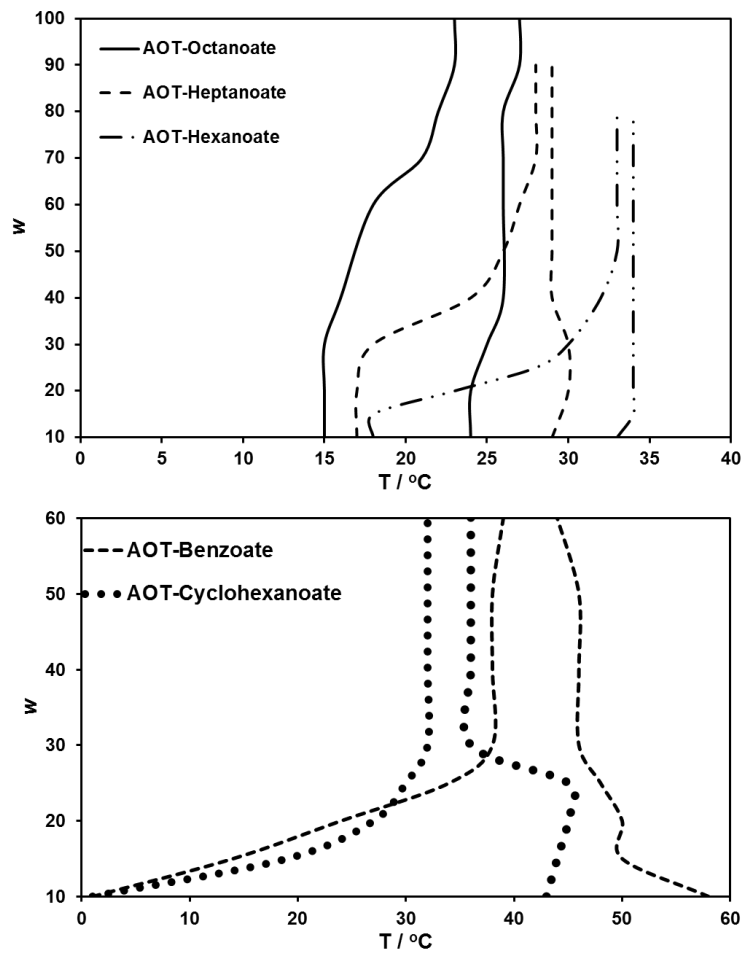 100
90
80
70
60
50
40
30
20
10
w
AOT-Octanoate
AOT-Heptanoate
AOT-Hexanoate
0 5 10 15 20 25 30 35 40
T / °C
60
50
40
30
20
10
w
AOT-Benzoate
AOT-Cyclohexanoate
0 10 20 30 40 50 60
T / °C